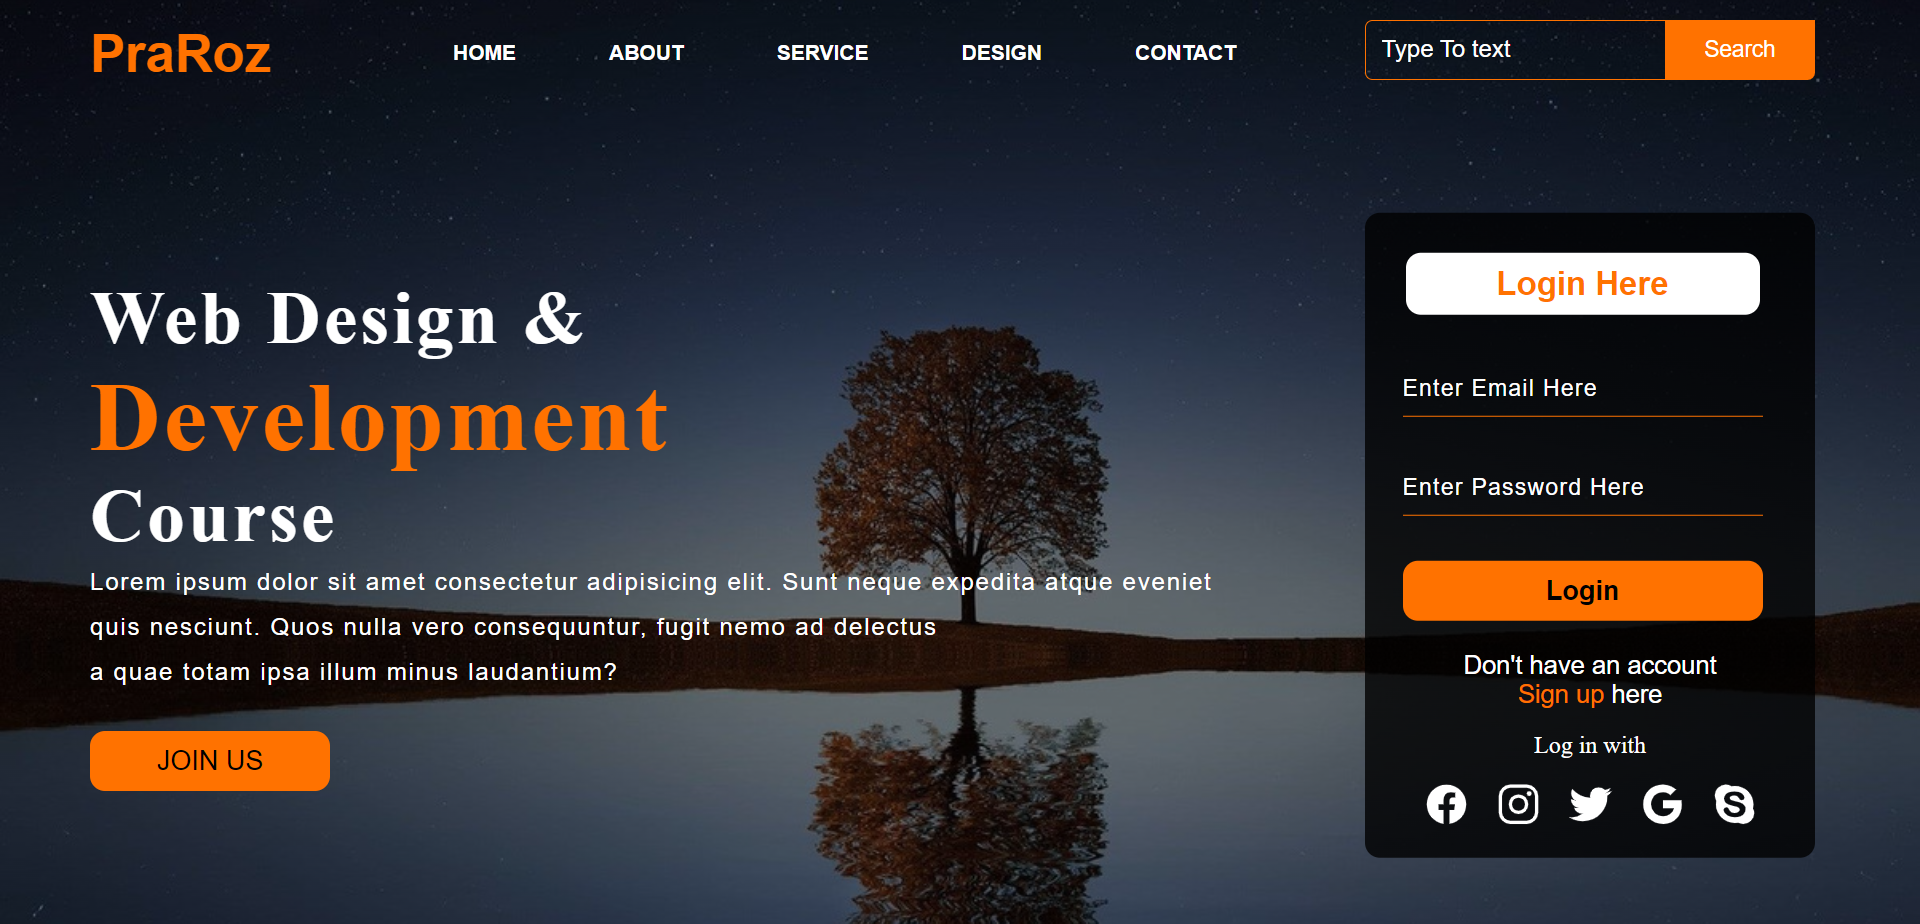 PraRoz
HOME ABOUT SERVICE DESIGN CONTACT
Type To text Search
Web Design &
Development
Course
Lorem ipsum dolor sit amet consectetur adipisicing elit. Sunt neque expedita atque eveniet
quis nesciunt. Quos nulla vero consequuntur, fugit nemo ad delectus
a quae totam ipsa illum minus laudantium?
JOIN US
Login Here
Enter Email Here
Enter Password Here
Login
Don't have an account
Sign up here
Log in with